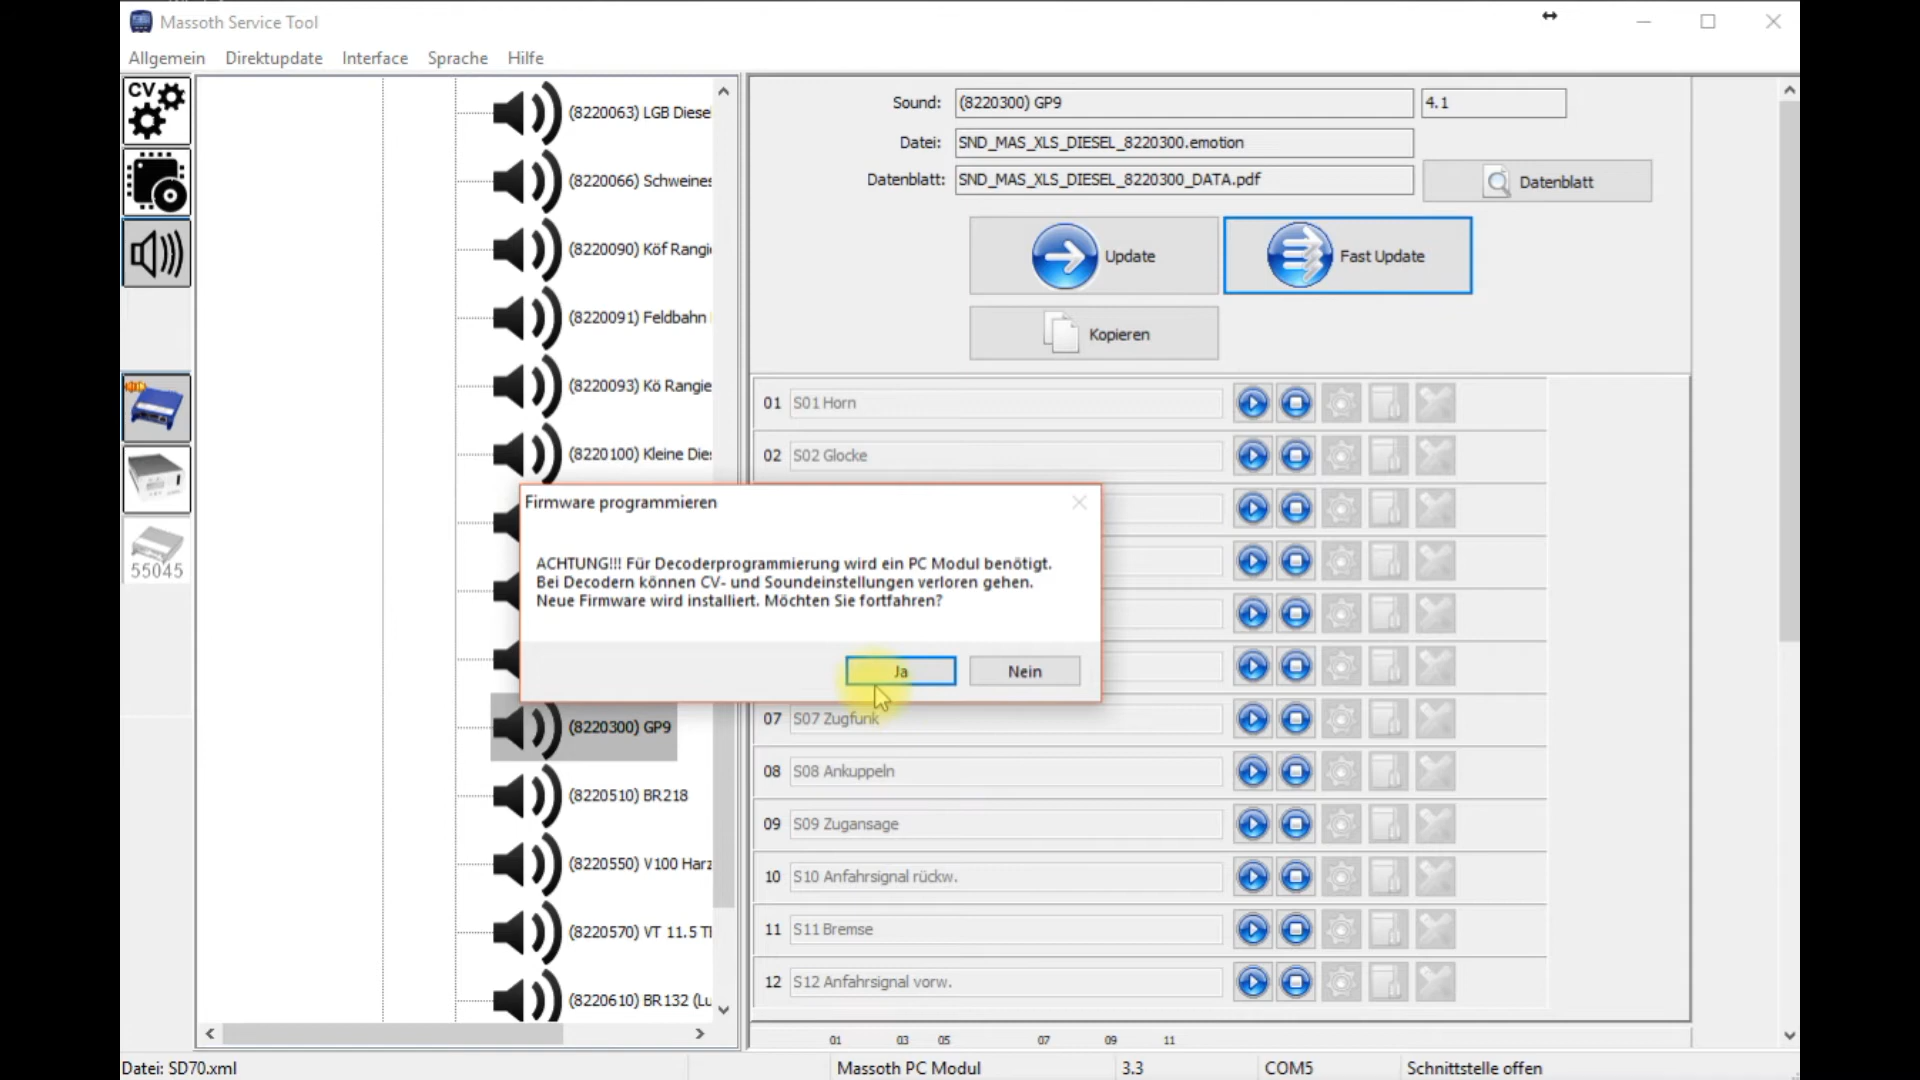 Massoth Service Tool
Allgemein Direktupdate Interface Sprache Hilfe
CV
55045
(8220063) LGB Diese
(8220066) Schweines
(8220090) Köf Rangie
(8220091) Feldbahn
(8220093) Kö Rangie
(8220100) Kleine Die
(8220300) GP9
(8220510) BR218
(8220550) V100 Harz
(8220570) VT 11.5 T
(8220610) BR132 (Lu
Sound: (8220300) GP9 4.1
Datei: SND_MAS_XLS_DIESEL_8220300.emotion
Datenblatt: SND_MAS_XLS_DIESEL_8220300_DATA.pdf Datenblatt
Update Fast Update
Kopieren
01 S01 Horn
02 S02 Glocke
Firmware programmieren
ACHTUNG!!! Für Decoderprogrammierung wird ein PC Modul benötigt.
Bei Decodern können CV- und Soundeinstellungen verloren gehen.
Neue Firmware wird installiert. Möchten Sie fortfahren?
Ja Nein
07 S07 Zugfunk
08 S08 Ankuppeln
09 S09 Zugansage
10 S10 Anfahrsignal rückw.
11 S11 Bremse
12 S12 Anfahrsignal vorw.
01 03 05 07 09 11
Datei: SD70.xml Massoth PC Modul 3.3 COM5 Schnittstelle offen